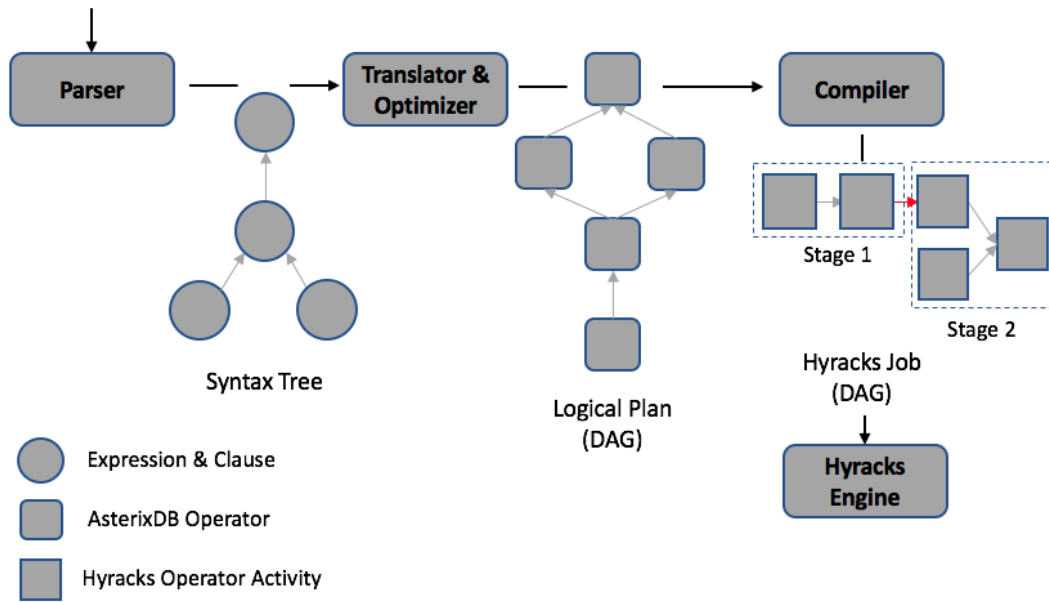 Parser
Translator &
Optimizer
Compiler
Stage 1
Stage 2
Syntax Tree
Logical Plan
(DAG)
Hyracks Job
(DAG)
Hyracks
Engine
Expression & Clause
AsterixDB Operator
Hyracks Operator Activity